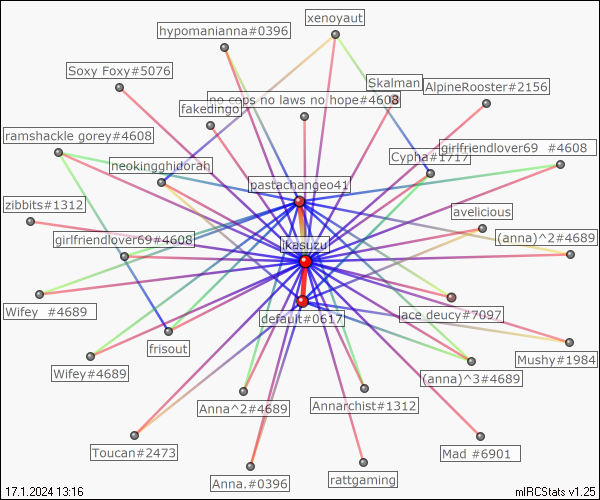 xenoyaut
hypomanianna#0396
Soxy Foxy#5076
Skalman
AlpineRooster#2156
no cops no laws no hope#4608
fakedingo
ramshackle gorey#4608
girlfriendlover69 #4608
Cypha#1717
neokingghidorah
pastachangeo41
zibbits#1312
avelicious
girlfriendlover69#4608
jkasuzu
(anna)^2#4689
Wifey #4689
ace deucy#7097
default#0617
frisout
Mushy#1984
Wifey#4689
(anna)^3#4689
Anna^2#4689
Annarchist#1312
Toucan#2473
Mad #6901
Anna.#0396
rattgaming
17.1.2024 13:16
mIRCStats v1.25